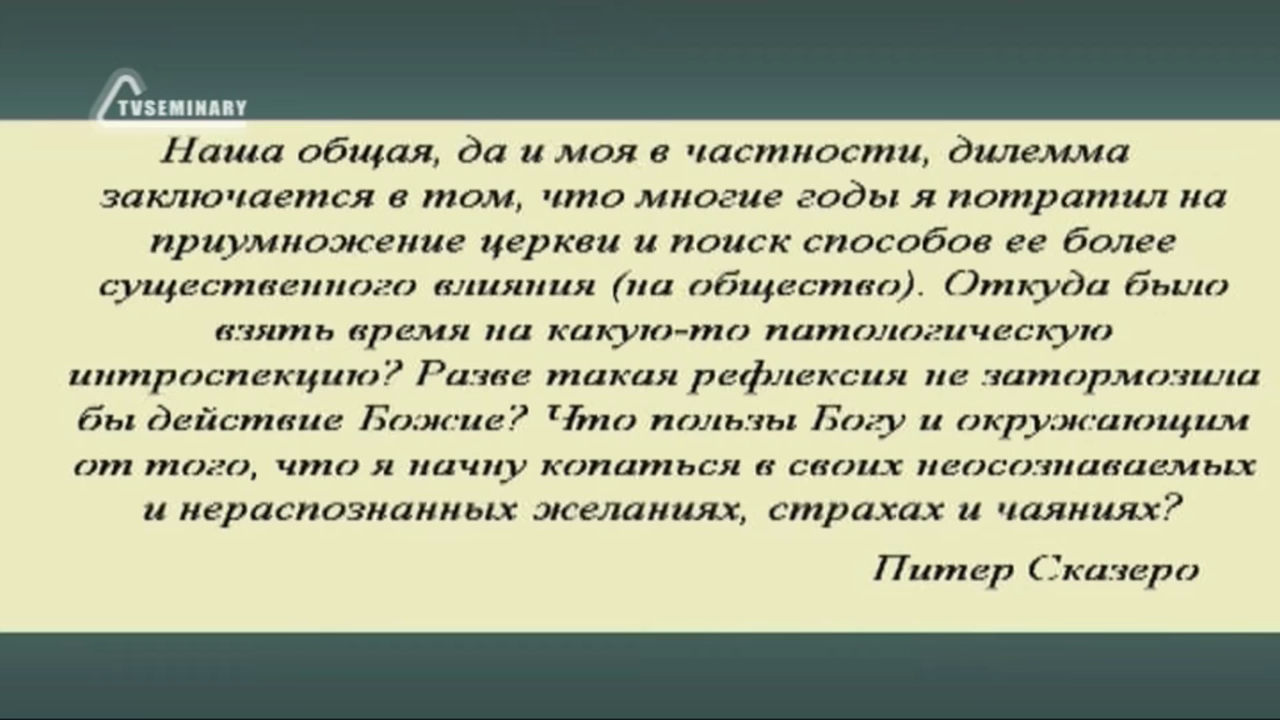 TVSEMINARY
Наша общая, да и моя в частности, дилемма
заключается в том, что многие годы я потратил на
приумножение церкви и поиск способов ее более
существенного влияния (на общество). Откуда было
взять время на какую-то патологическую
интроспекцию? Разве такая рефлексия не затормозила
бы действие Божие? Что пользы Богу и окружающим
от того, что я начну копаться в своих неосознаваемых
и нераспознанных желаниях, страхах и чаяниях?
Питер Сказеро